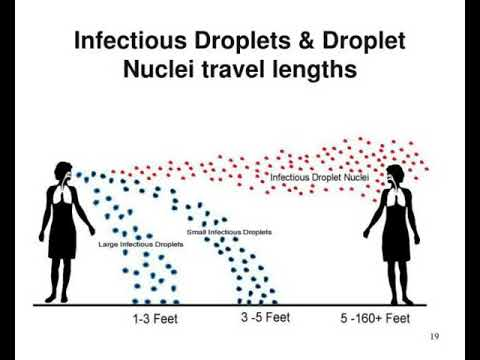 Infectious Droplets & Droplet
Nuclei travel lengths
Infectious Droplet Nuclei
Small Infectious Droplets
Large Infectious Droplets
1-3 Feet
3 -5 Feet
5 -160+ Feet
19